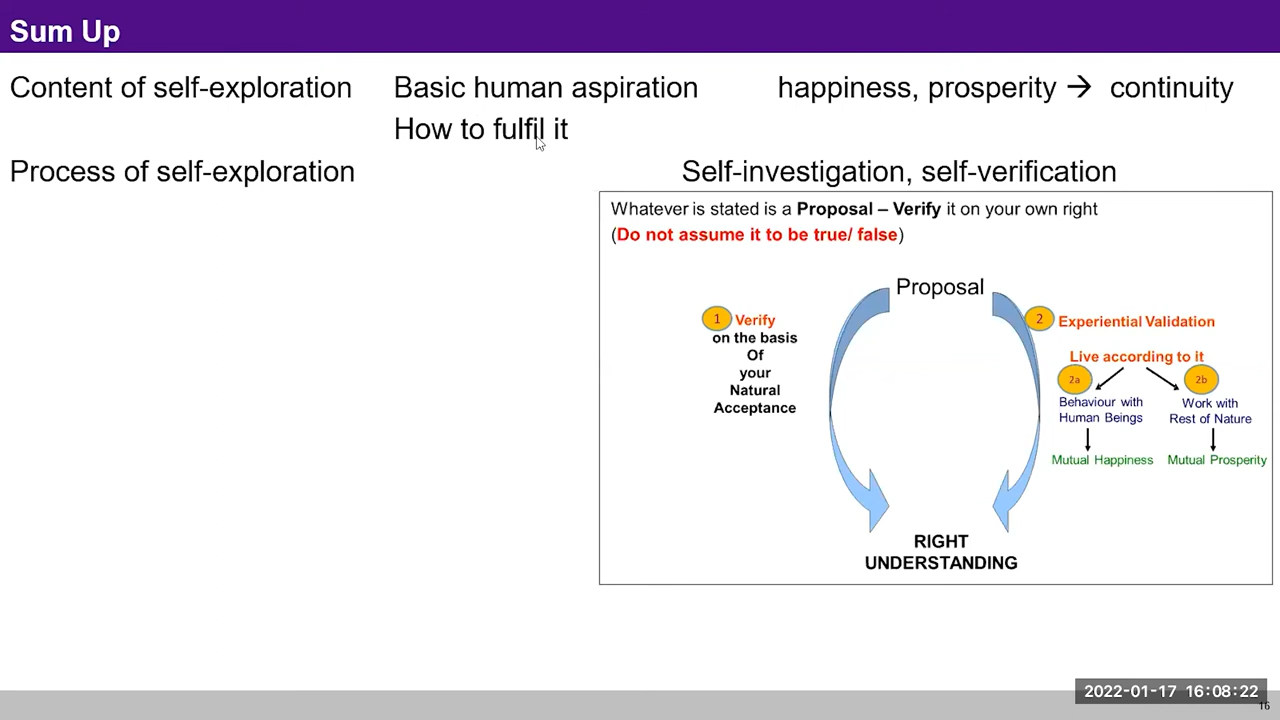 Sum Up
Content of self-exploration Basic human aspiration happiness, prosperity → continuity
How to fulfil it
Process of self-exploration Self-investigation, self-verification
Whatever is stated is a Proposal – Verify it on your own right
(Do not assume it to be true/ false)
Proposal
1 Verify
on the basis
Of
your
Natural
Acceptance
2 Experiential Validation
Live according to it
2a 2b
Behaviour with
Human Beings
Work with
Rest of Nature
Mutual Happiness Mutual Prosperity
RIGHT
UNDERSTANDING
2022-01-17 16:08:22
16